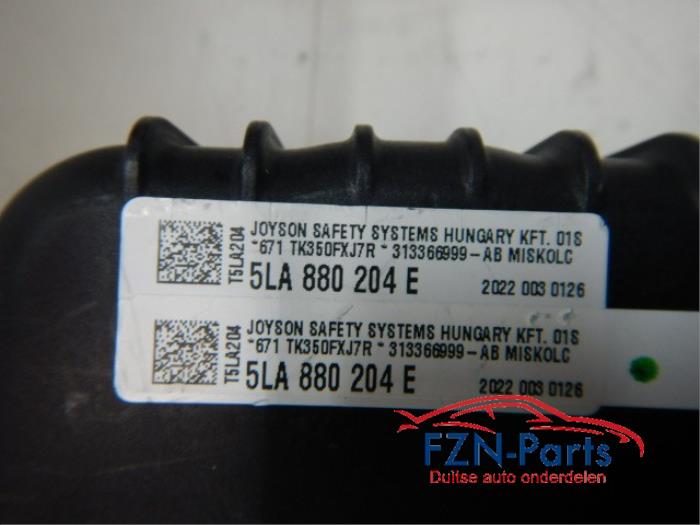 T5LA204
JOYSON SAFETY SYSTEMS HUNGARY KFT. 01S
*671 TK350FXJ7R * 313366999-AB MISKOLC
5LA 880 204 E 2022 003 0126
T5LA204
JOYSON SAFETY SYSTEMS HUNGARY KFT. 01S
*671 TK350FXJ7R * 313366999-AB MISKOLC
5LA 880 204 E 2022 003 0126
FZN-Parts
Duitse auto onderdelen